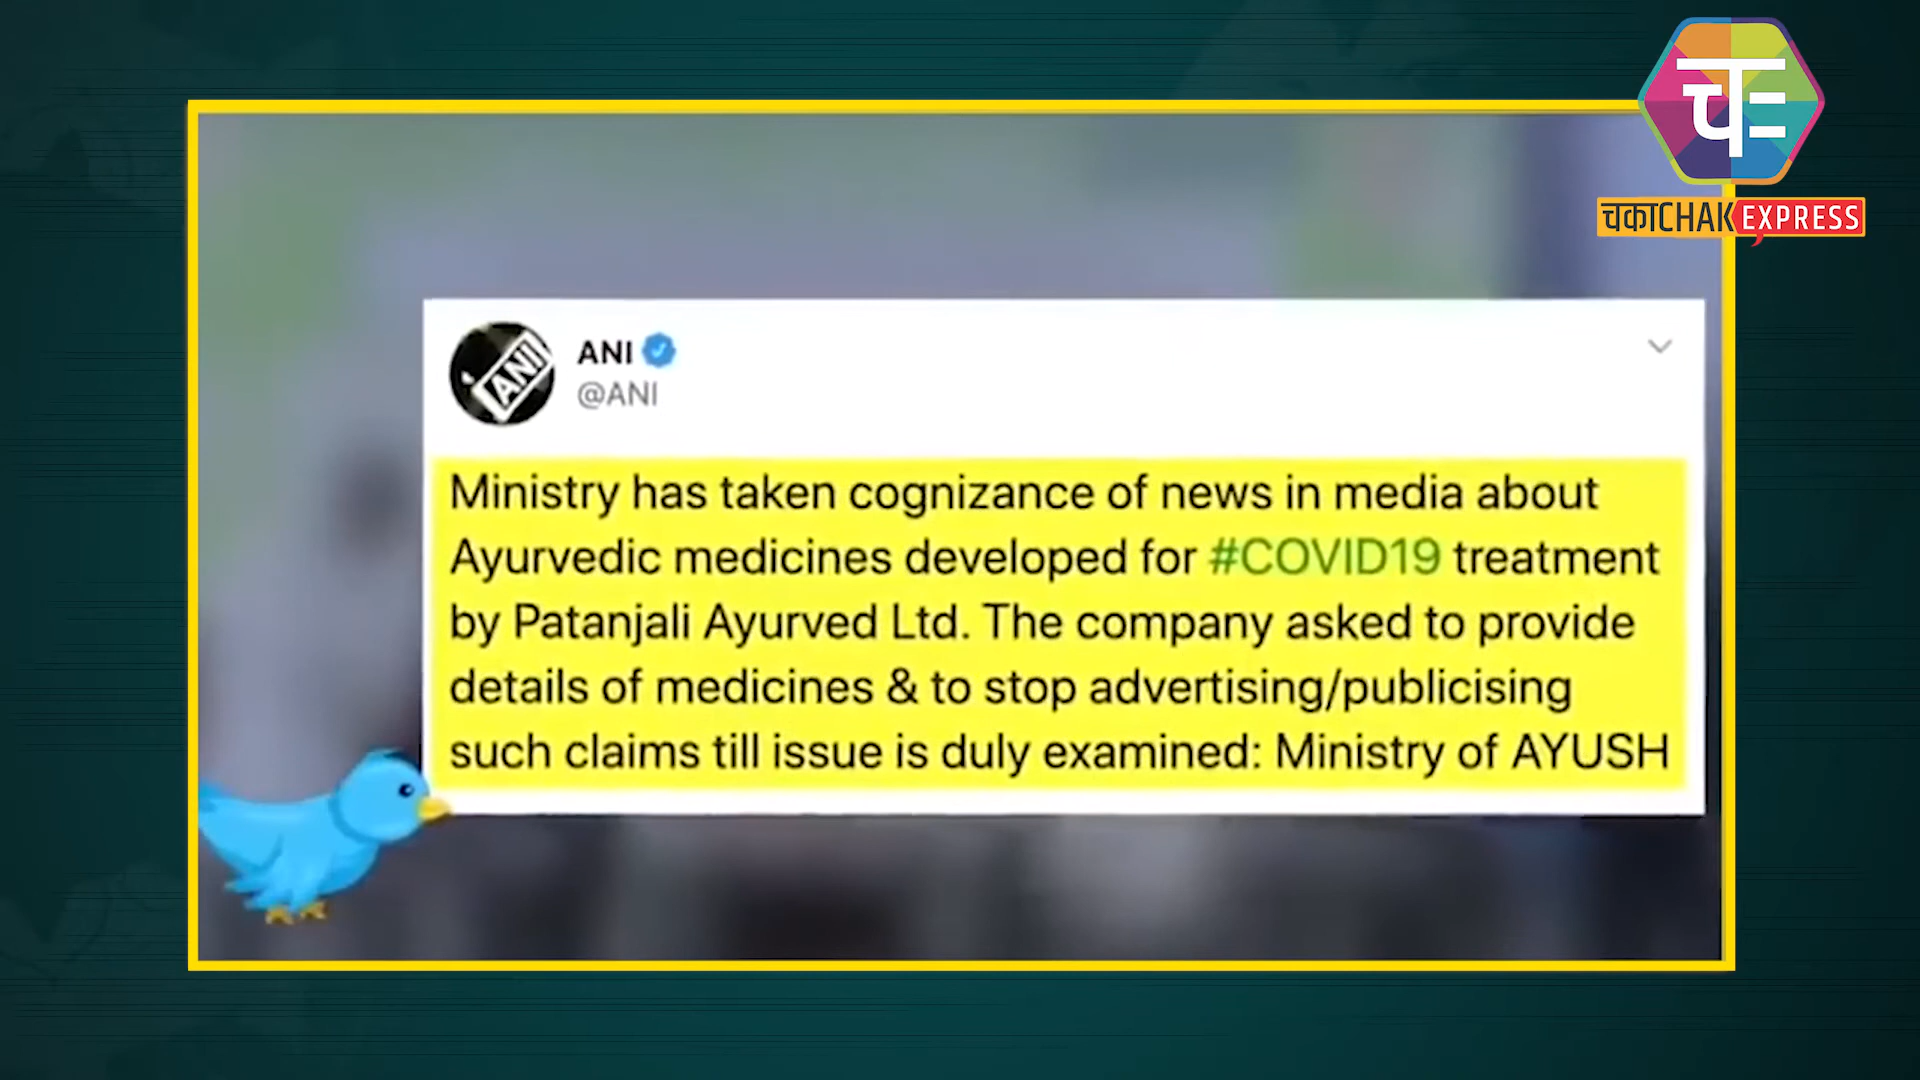 चकाCHAK EXPRESS
ANI
ANI
@ANI
Ministry has taken cognizance of news in media about
Ayurvedic medicines developed for #COVID19 treatment
by Patanjali Ayurved Ltd. The company asked to provide
details of medicines & to stop advertising/publicising
such claims till issue is duly examined: Ministry of AYUSH